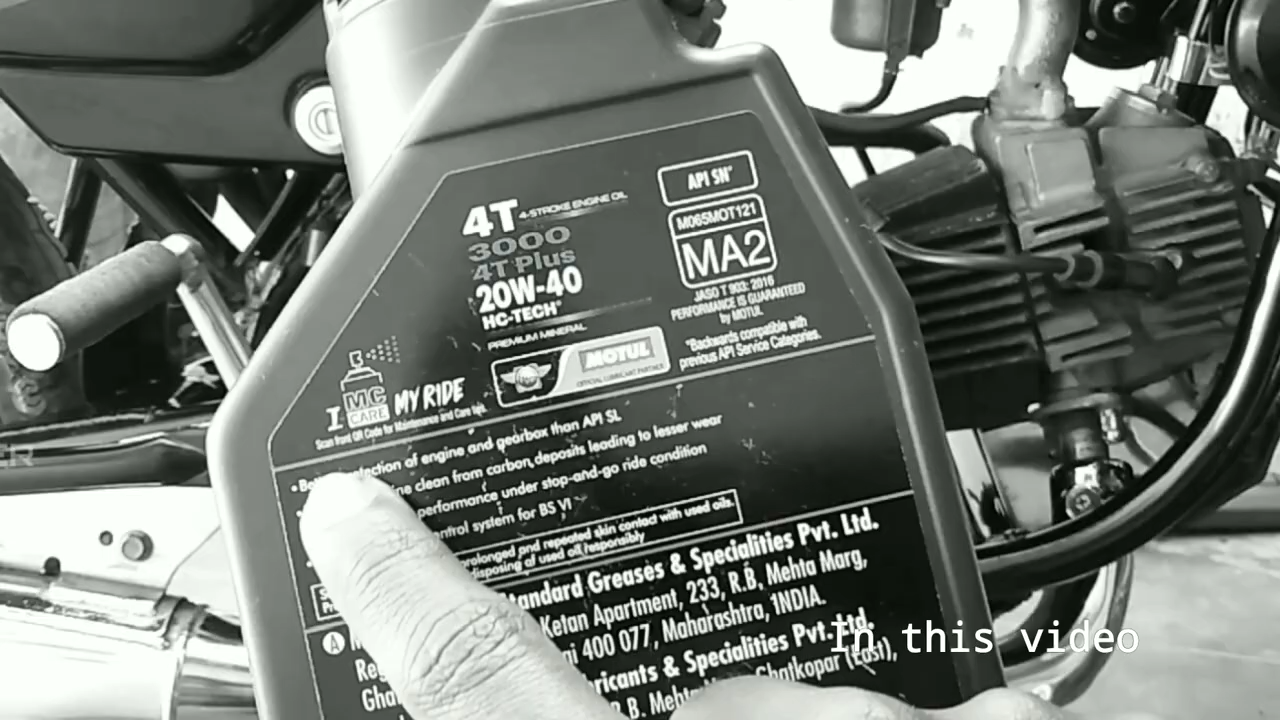 4T 4-STROKE ENGINE OIL
3000
4T Plus
20W-40
HC-TECH®
PREMIUM MINERAL
API SN*
M065MOT121
MA2
JASO T 903: 2016
PERFORMANCE IS GUARANTEED
by MOTUL
*Backwards compatible with
previous API Service Categories.
MOTUL
OFFICIAL LUBRICANT PARTNER
I MC CARE MY RIDE
Scan front QR Code for Maintenance and Care tips.
• protection of engine and gearbox than API SL
clean from carbon deposits leading to lesser wear
performance under stop-and-go ride condition
system for BS VI
prolonged and repeated skin contact with used oils.
disposing of used oil responsibly
Standard Greases & Specialities Pvt. Ltd.
Ketan Apartment, 233, R.B. Mehta Marg,
400 077, Maharashtra, INDIA.
& Specialities Pvt. Ltd.
R.B. Mehta Ghatkopar (East),
A
In this video